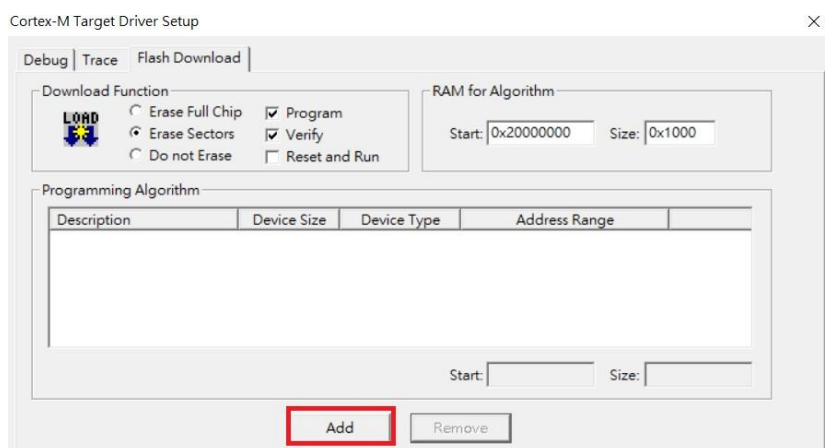 Cortex-M Target Driver Setup
Debug Trace Flash Download
Download Function
LOAD
Erase Full Chip
Erase Sectors
Do not Erase
Program
Verify
Reset and Run
RAM for Algorithm
Start: 0x20000000 Size: 0x1000
Programming Algorithm
Description Device Size Device Type Address Range
Start: Size:
Add Remove